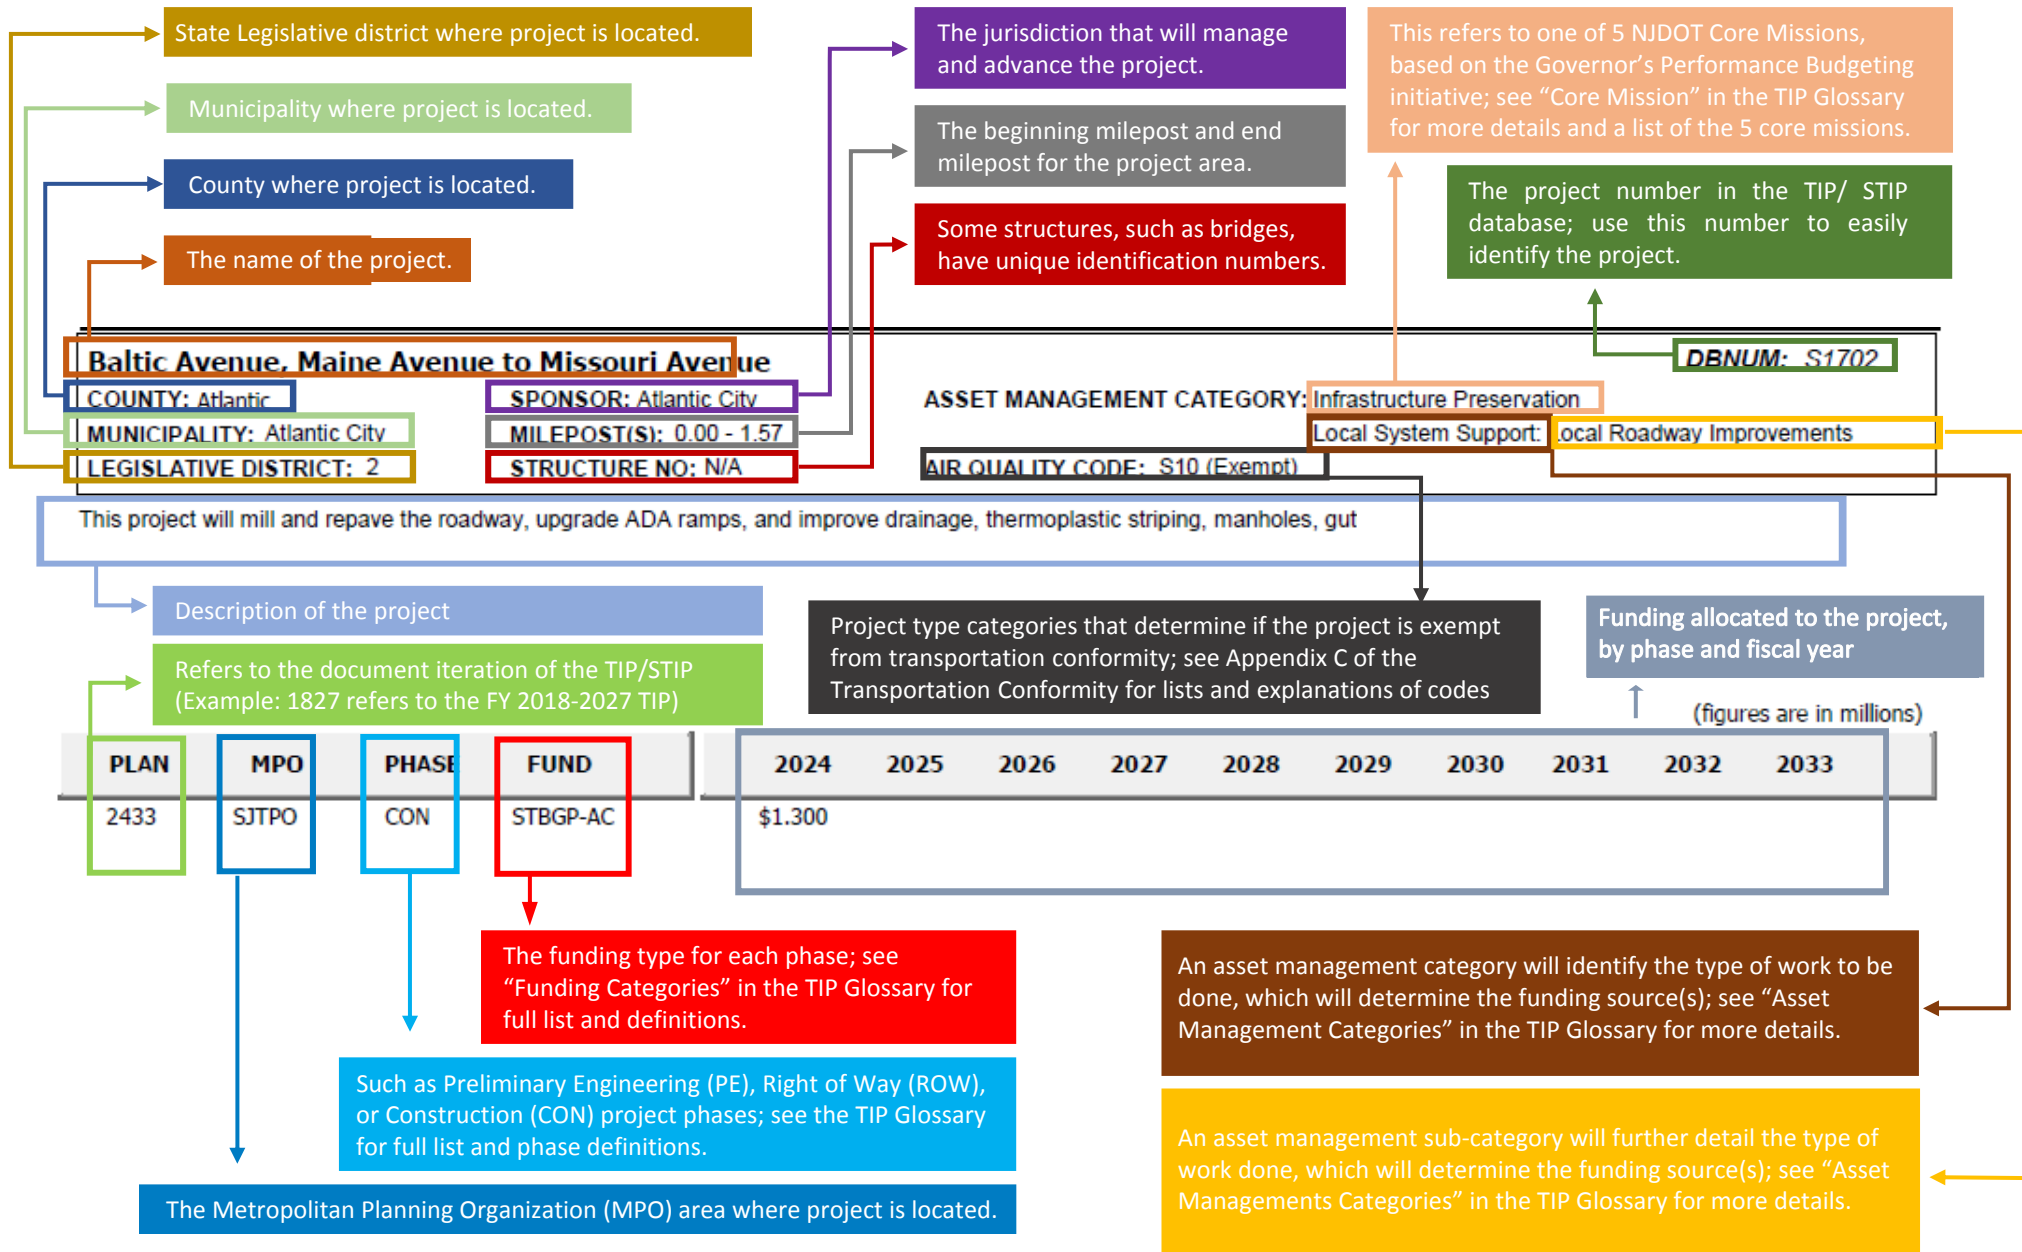 State Legislative district where project is located.
Municipality where project is located.
County where project is located.
The name of the project.
The jurisdiction that will manage
and advance the project.
The beginning milepost and end
milepost for the project area.
Some structures, such as bridges,
have unique identification numbers.
This refers to one of 5 NJDOT Core Missions,
based on the Governor's Performance Budgeting
initiative; see “Core Mission” in the TIP Glossary
for more details and a list of the 5 core missions.
The project number in the TIP/ STIP
database; use this number to easily
identify the project.
Baltic Avenue, Maine Avenue to Missouri Avenue
DBNUM: S1702
COUNTY: Atlantic
SPONSOR: Atlantic City
ASSET MANAGEMENT CATEGORY: Infrastructure Preservation
MUNICIPALITY: Atlantic City
MILEPOST(S): 0.00 - 1.57
Local System Support: Local Roadway Improvements
LEGISLATIVE DISTRICT: 2
STRUCTURE NO: N/A
AIR QUALITY CODE: S10 (Exempt)
This project will mill and repave the roadway, upgrade ADA ramps, and improve drainage, thermoplastic striping, manholes, gut
Description of the project
Refers to the document iteration of the TIP/STIP
(Example: 1827 refers to the FY 2018-2027 TIP)
Project type categories that determine if the project is exempt
from transportation conformity; see Appendix C of the
Transportation Conformity for lists and explanations of codes
Funding allocated to the project,
by phase and fiscal year
(figures are in millions)
PLAN MPO PHASE FUND 2024 2025 2026 2027 2028 2029 2030 2031 2032 2033
2433 SJTPO CON STBGP-AC $1.300
The funding type for each phase; see
“Funding Categories” in the TIP Glossary for
full list and definitions.
Such as Preliminary Engineering (PE), Right of Way (ROW),
or Construction (CON) project phases; see the TIP Glossary
for full list and phase definitions.
The Metropolitan Planning Organization (MPO) area where project is located.
An asset management category will identify the type of work to be
done, which will determine the funding source(s); see “Asset
Management Categories” in the TIP Glossary for more details.
An asset management sub-category will further detail the type of
work done, which will determine the funding source(s); see “Asset
Managements Categories” in the TIP Glossary for more details.